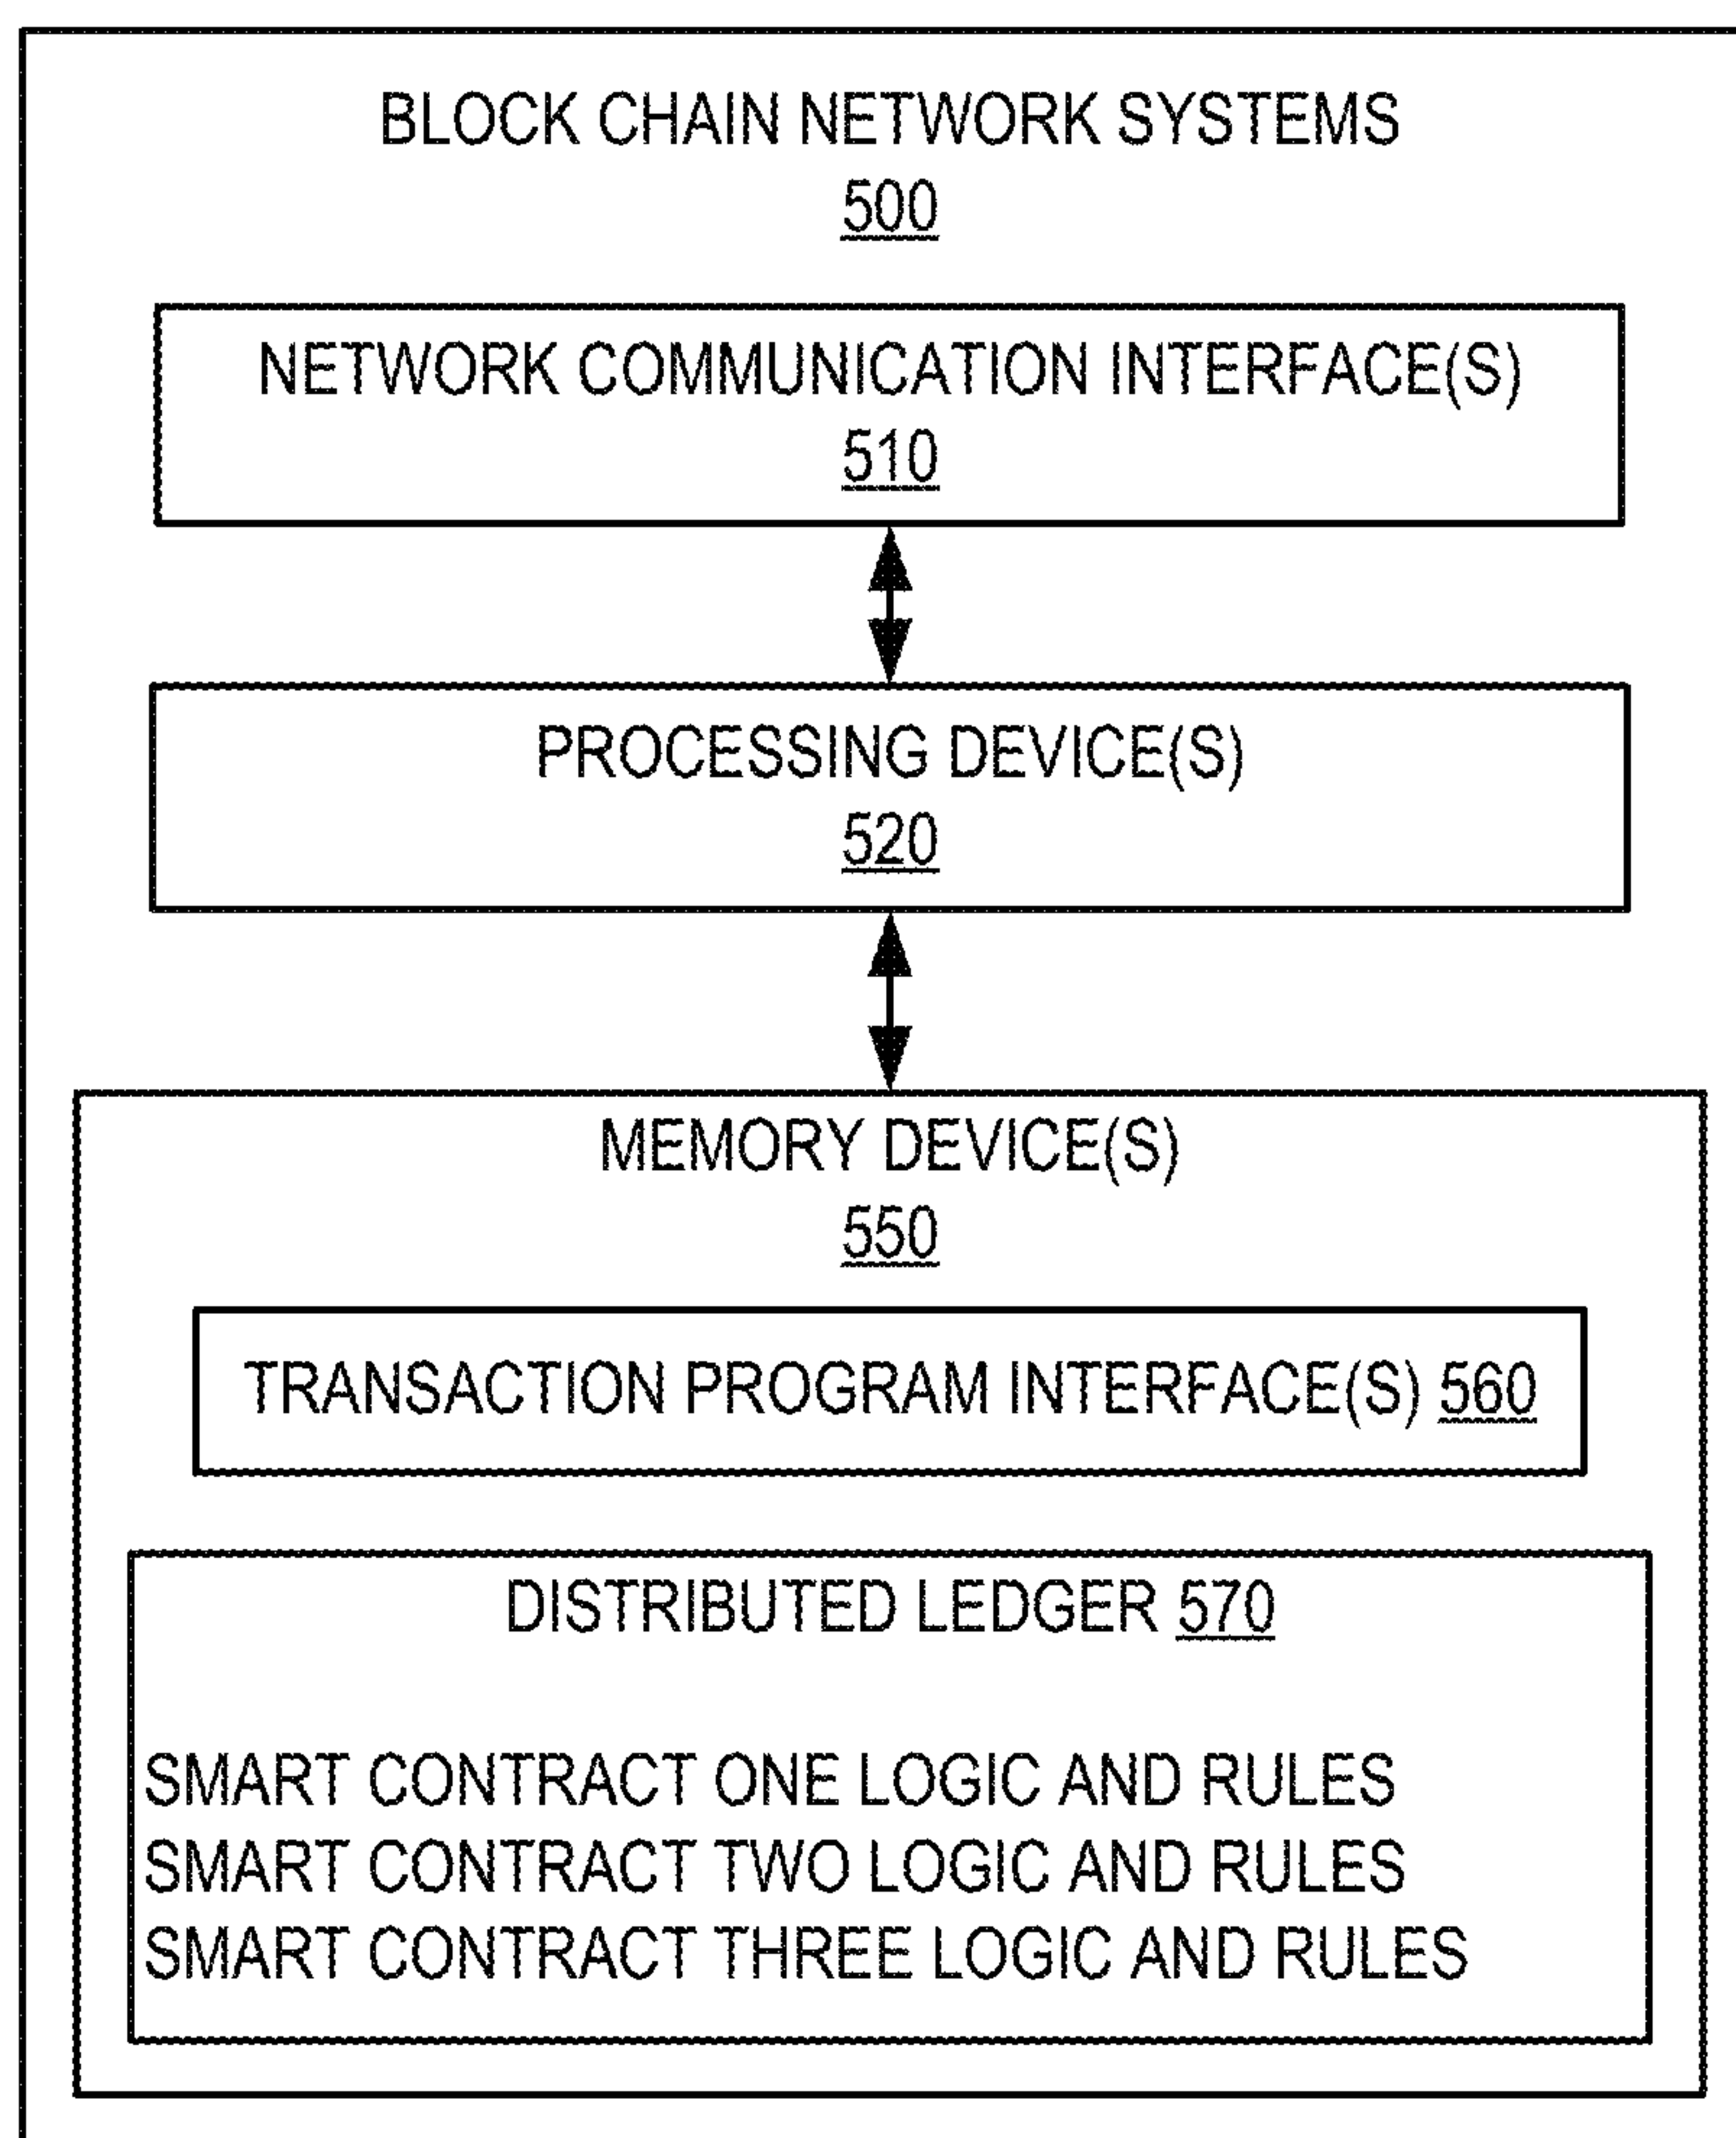 BLOCK CHAIN NETWORK SYSTEMS
500
NETWORK COMMUNICATION INTERFACE(S)
510
PROCESSING DEVICE(S)
520
MEMORY DEVICE(S)
550
TRANSACTION PROGRAM INTERFACE(S) 560
DISTRIBUTED LEDGER 570
SMART CONTRACT ONE LOGIC AND RULES
SMART CONTRACT TWO LOGIC AND RULES
SMART CONTRACT THREE LOGIC AND RULES